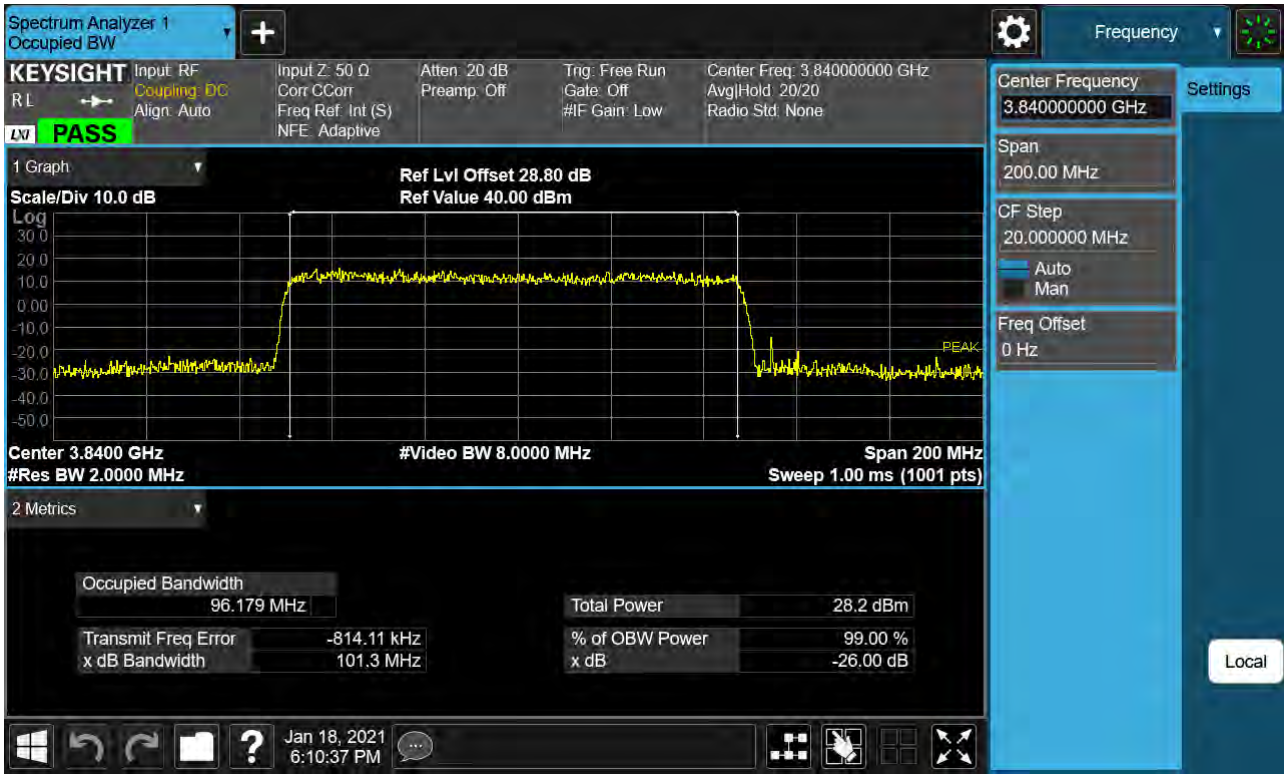 Spectrum Analyzer 1
Occupied BW
Frequency
KEYSIGHT
RL
LXI
PASS
Input: RF
Coupling: DC
Align: Auto
Input Z: 50 Ω
Corr CCorr
Freq Ref: Int (S)
NFE: Adaptive
Atten: 20 dB
Preamp: Off
Trig: Free Run
Gate: Off
#IF Gain: Low
Center Freq: 3.840000000 GHz
Avg|Hold: 20/20
Radio Std: None
Center Frequency
3.840000000 GHz
Settings
Span
200.00 MHz
CF Step
20.000000 MHz
Auto
Man
Freq Offset
0 Hz
Local
1 Graph
Scale/Div 10.0 dB
Ref Lvl Offset 28.80 dB
Ref Value 40.00 dBm
Log
30.0
20.0
10.0
0.00
-10.0
-20.0
-30.0
-40.0
-50.0
PEAK
Center 3.8400 GHz
#Video BW 8.0000 MHz
Span 200 MHz
#Res BW 2.0000 MHz
Sweep 1.00 ms (1001 pts)
2 Metrics
Occupied Bandwidth
96.179 MHz
Total Power 28.2 dBm
Transmit Freq Error -814.11 kHz
% of OBW Power 99.00 %
x dB Bandwidth 101.3 MHz
x dB -26.00 dB
?
Jan 18, 2021
6:10:37 PM